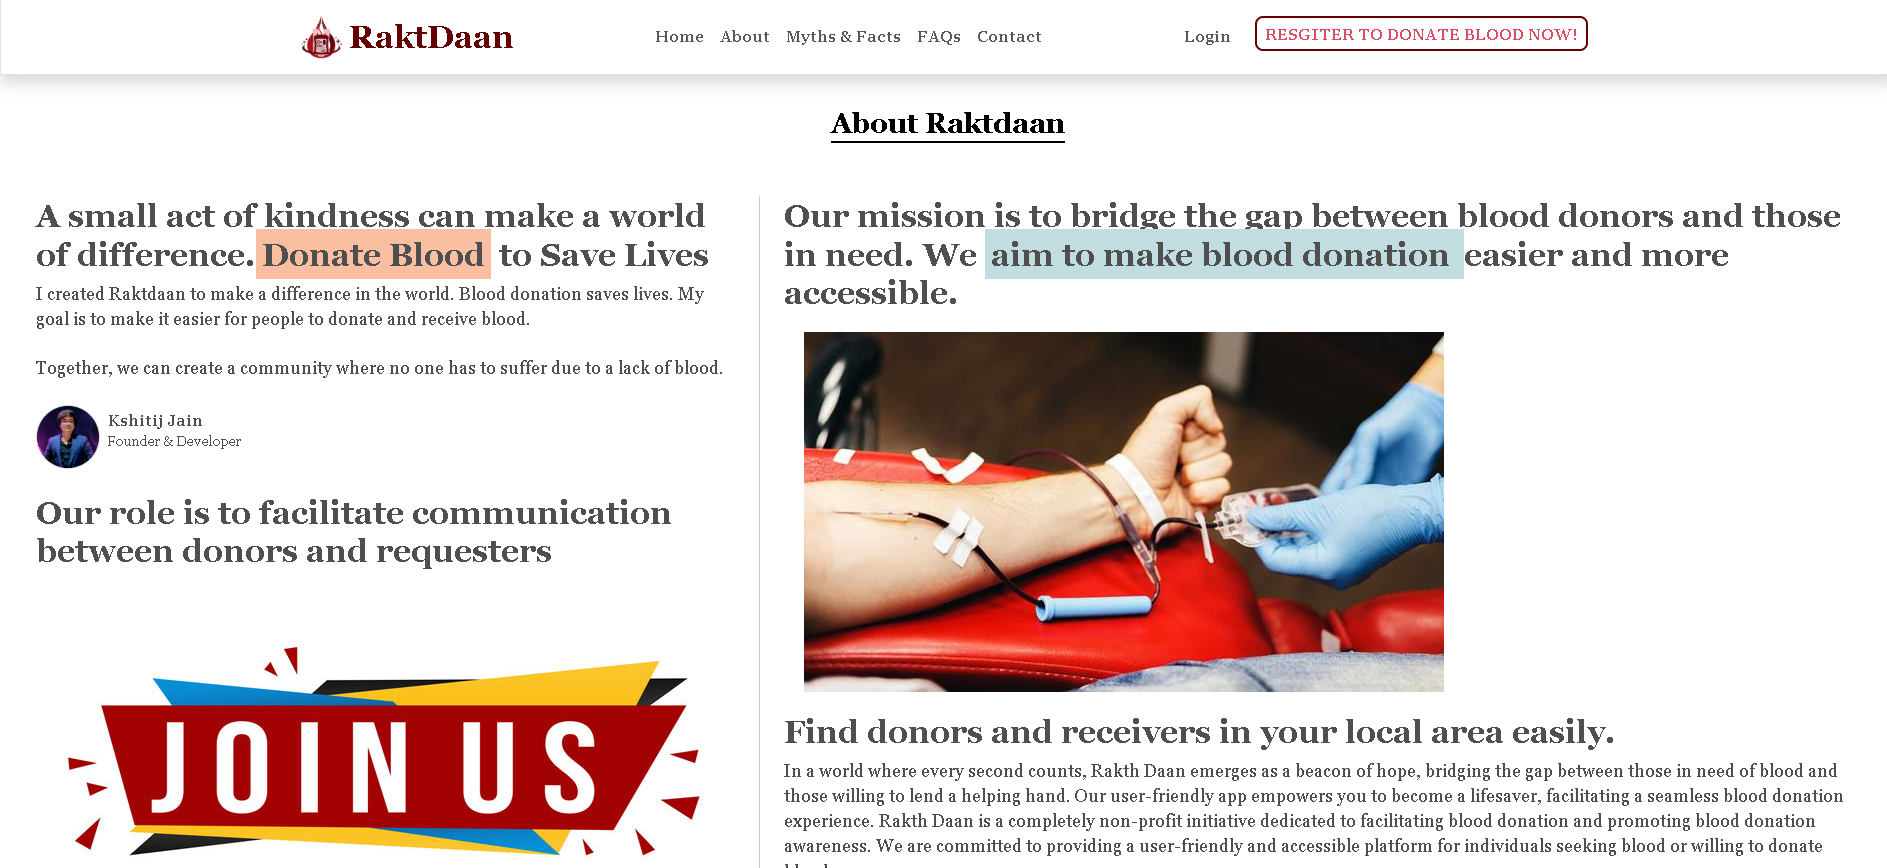 RaktDaan
Home About Myths & Facts FAQs Contact
Login
RESGITER TO DONATE BLOOD NOW!
About Raktdaan
A small act of kindness can make a world
of difference. Donate Blood to Save Lives
I created Raktdaan to make a difference in the world. Blood donation saves lives. My
goal is to make it easier for people to donate and receive blood.
Together, we can create a community where no one has to suffer due to a lack of blood.
Kshitij Jain
Founder & Developer
Our role is to facilitate communication
between donors and requesters
JOIN US
Our mission is to bridge the gap between blood donors and those
in need. We aim to make blood donation easier and more
accessible.
Find donors and receivers in your local area easily.
In a world where every second counts, Rakth Daan emerges as a beacon of hope, bridging the gap between those in need of blood and
those willing to lend a helping hand. Our user-friendly app empowers you to become a lifesaver, facilitating a seamless blood donation
experience. Rakth Daan is a completely non-profit initiative dedicated to facilitating blood donation and promoting blood donation
awareness. We are committed to providing a user-friendly and accessible platform for individuals seeking blood or willing to donate